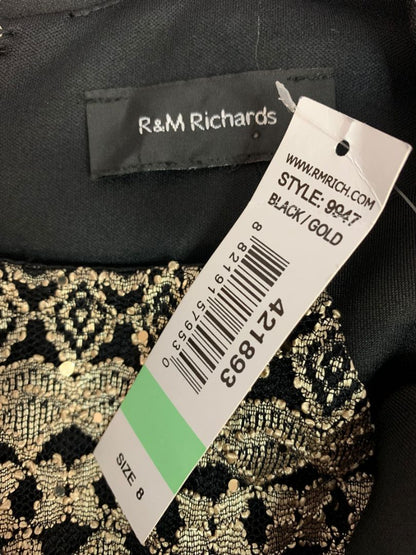 R&M Richards
WWW.RMRICH.COM
STYLE: 9947
BLACK/GOLD
8 82191 57953 0
421893
SIZE 8